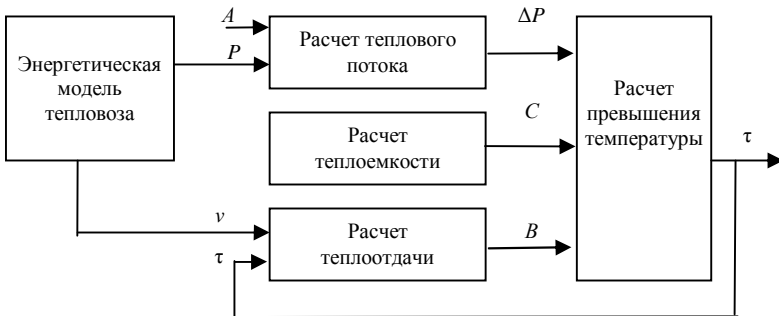 Энергетическая
модель
тепловоза
A
P
Расчет теплового
потока
ΔP
Расчет
теплоемкости
C
Расчет
превышения
температуры
τ
v
τ
Расчет
теплоотдачи
B